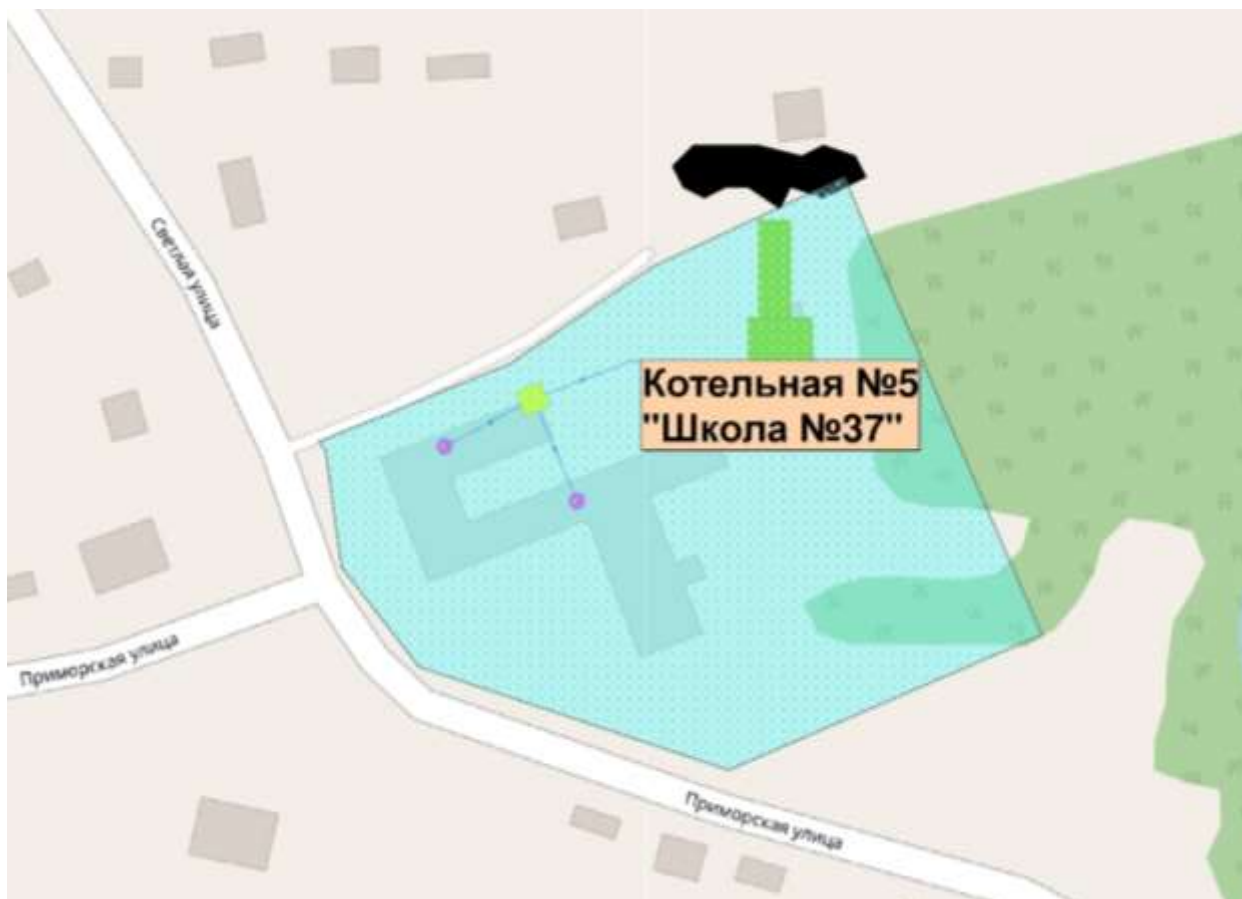 Светлая улица
Котельная №5
"Школа №37"
Приморская улица
Приморская улица